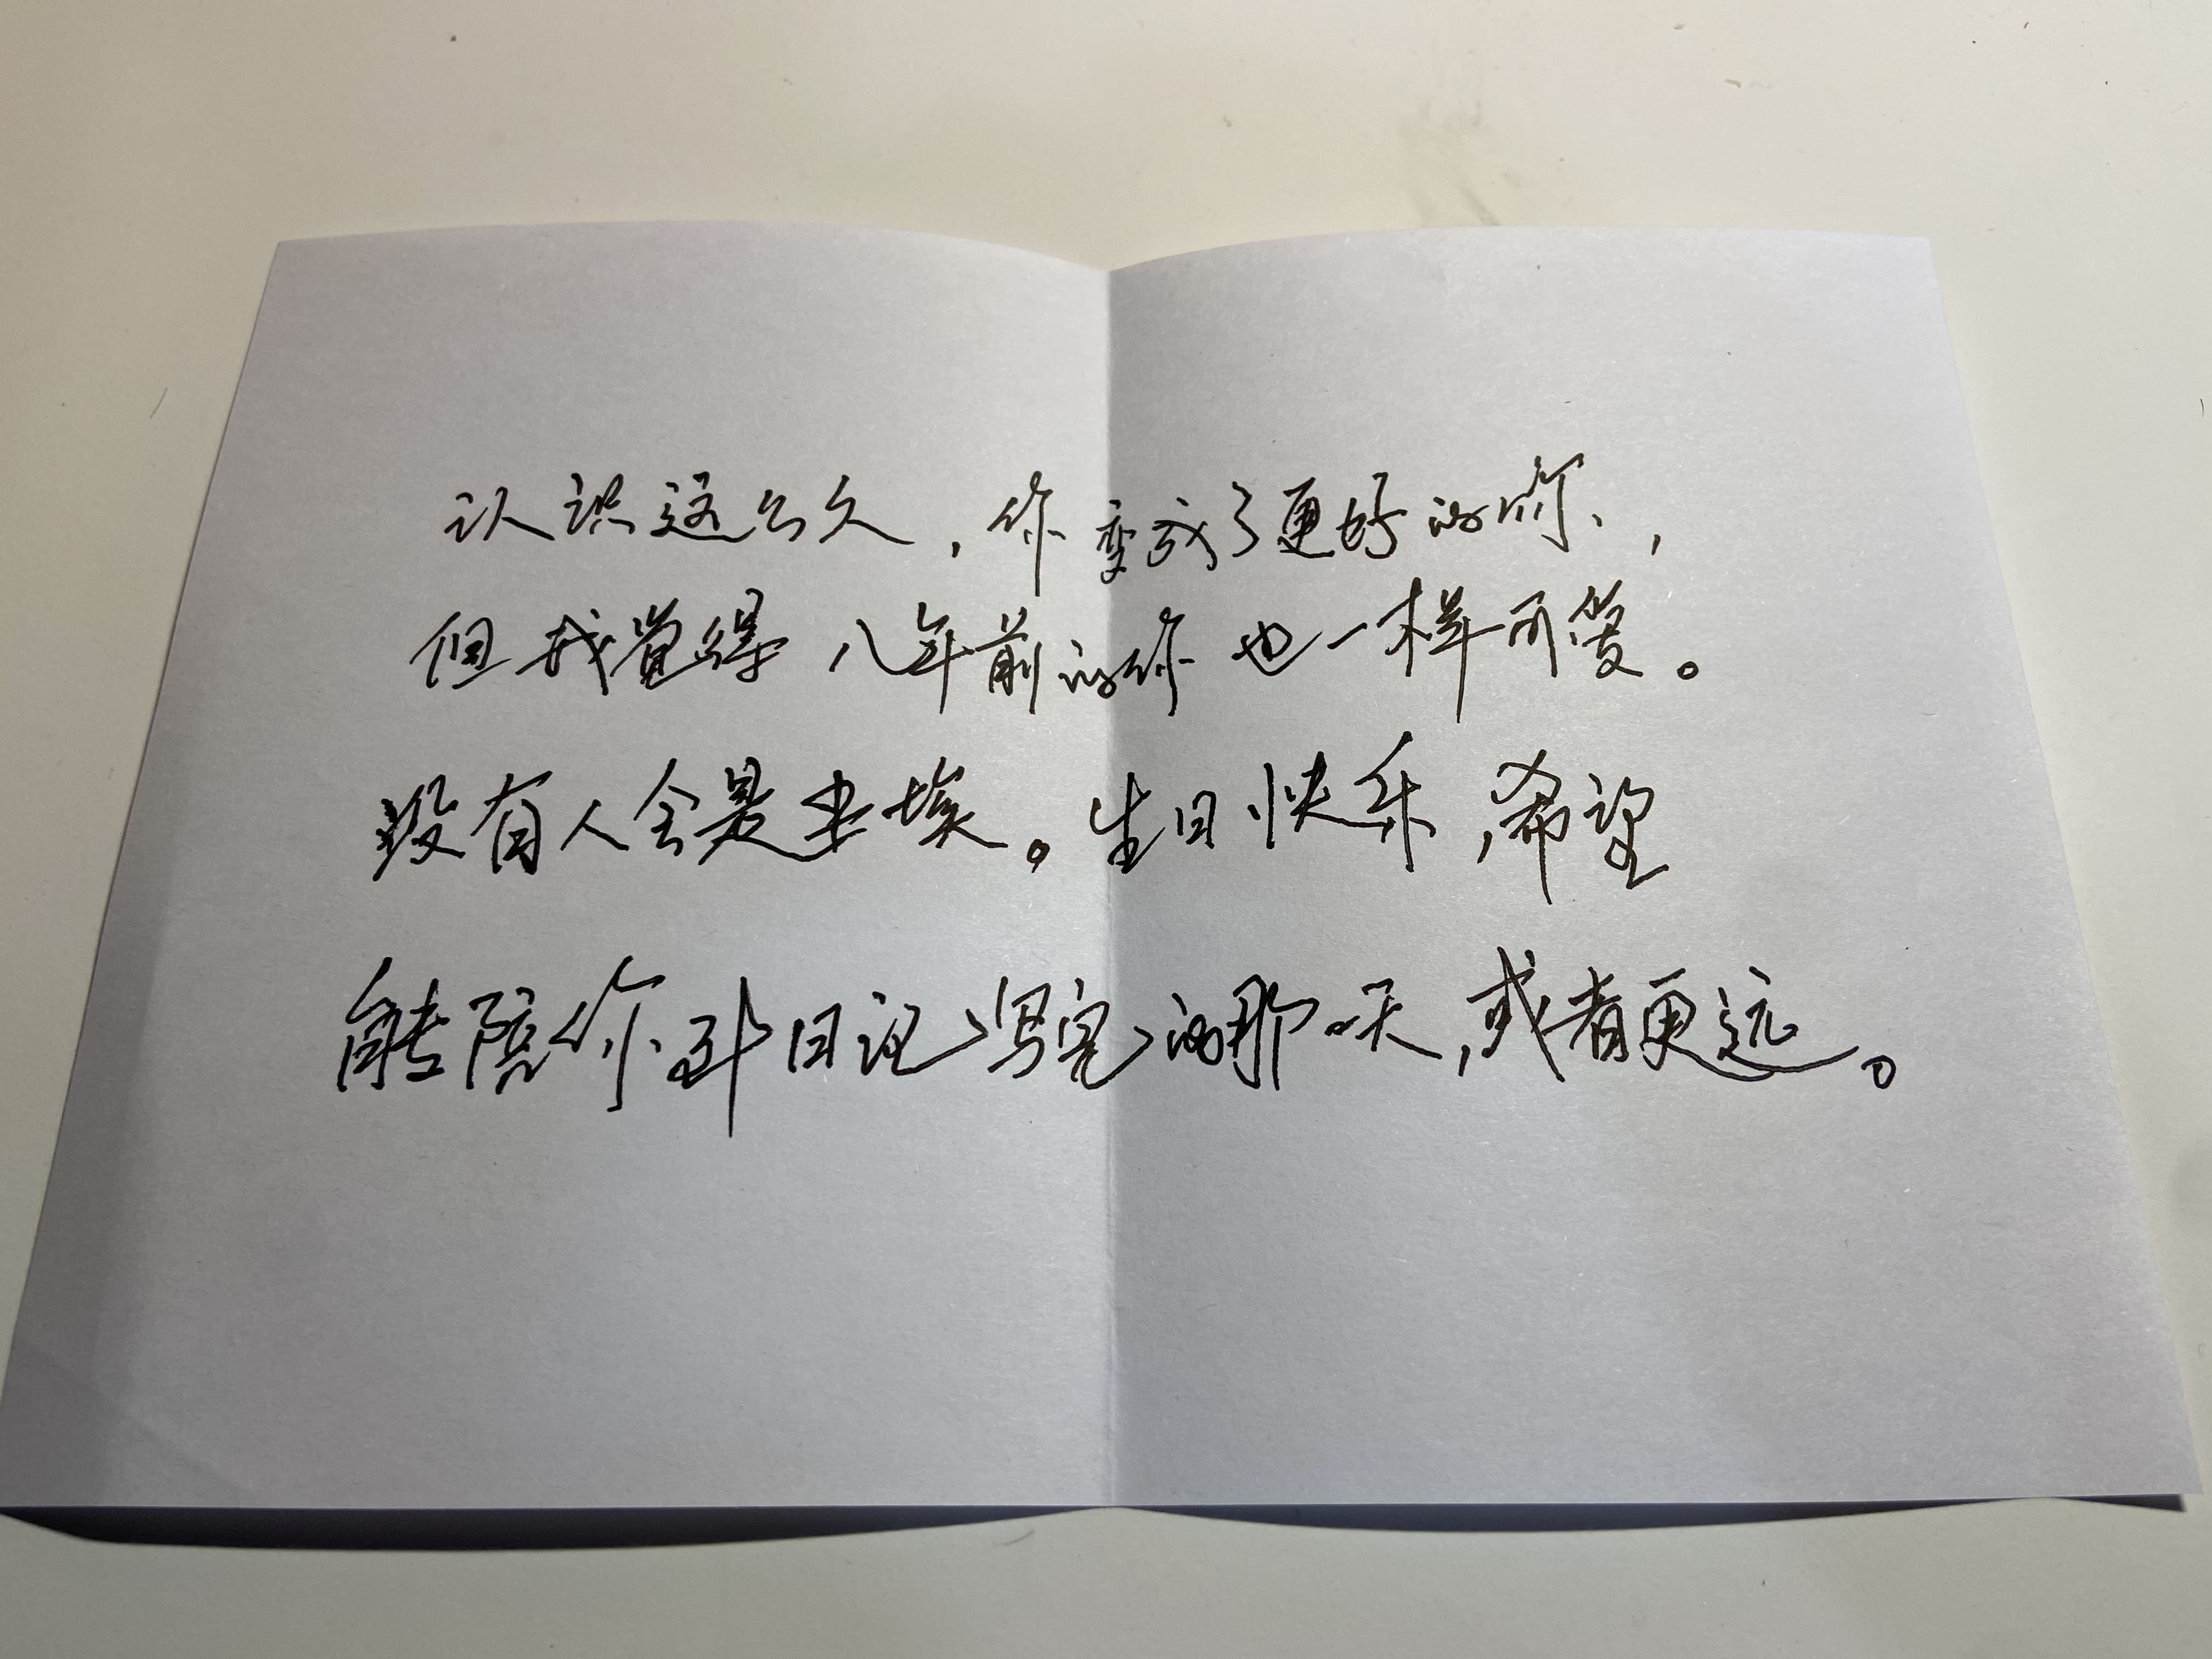 认识这么久，你变成了更好的你，
但我觉得八年前的你也一样可爱。
没有人会是尘埃。生日快乐，希望
能陪你到日记写完的那一天，或者更远。